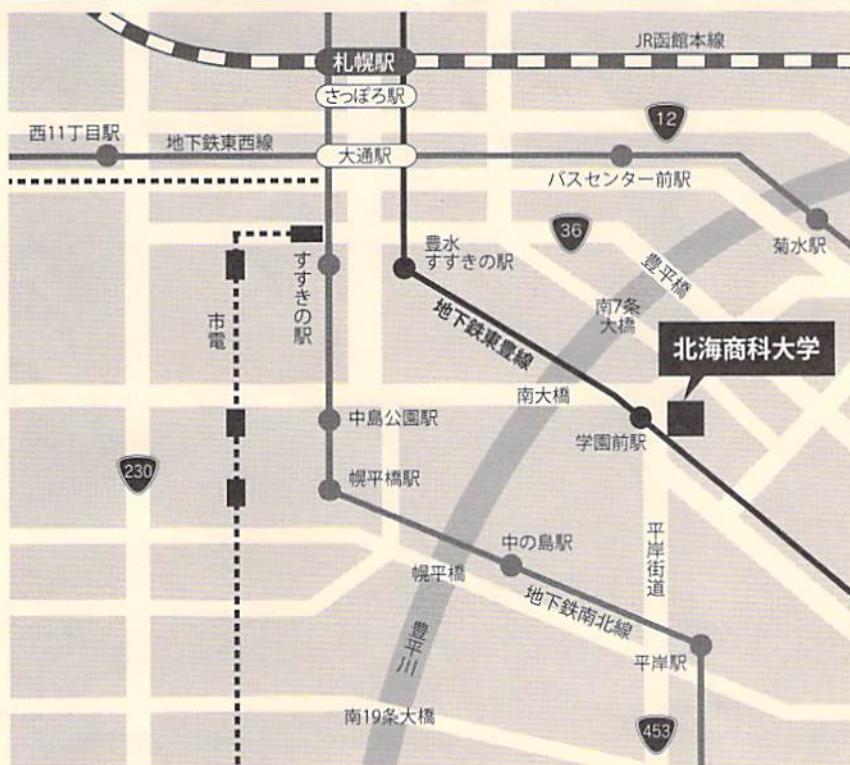 JR函館本線
札幌駅
さっぽろ駅
12
西11丁目駅
地下鉄東西線
大通駅
バスセンター前駅
36
菊水駅
豊水
すすきの駅
すすきの駅
豊平橋
市電
南7条
大橋
地下鉄東豊線
北海商科大学
南大橋
中島公園駅
学園前駅
230
幌平橋駅
中の島駅
平岸街道
幌平橋
地下鉄南北線
豊平川
平岸駅
南19条大橋
453